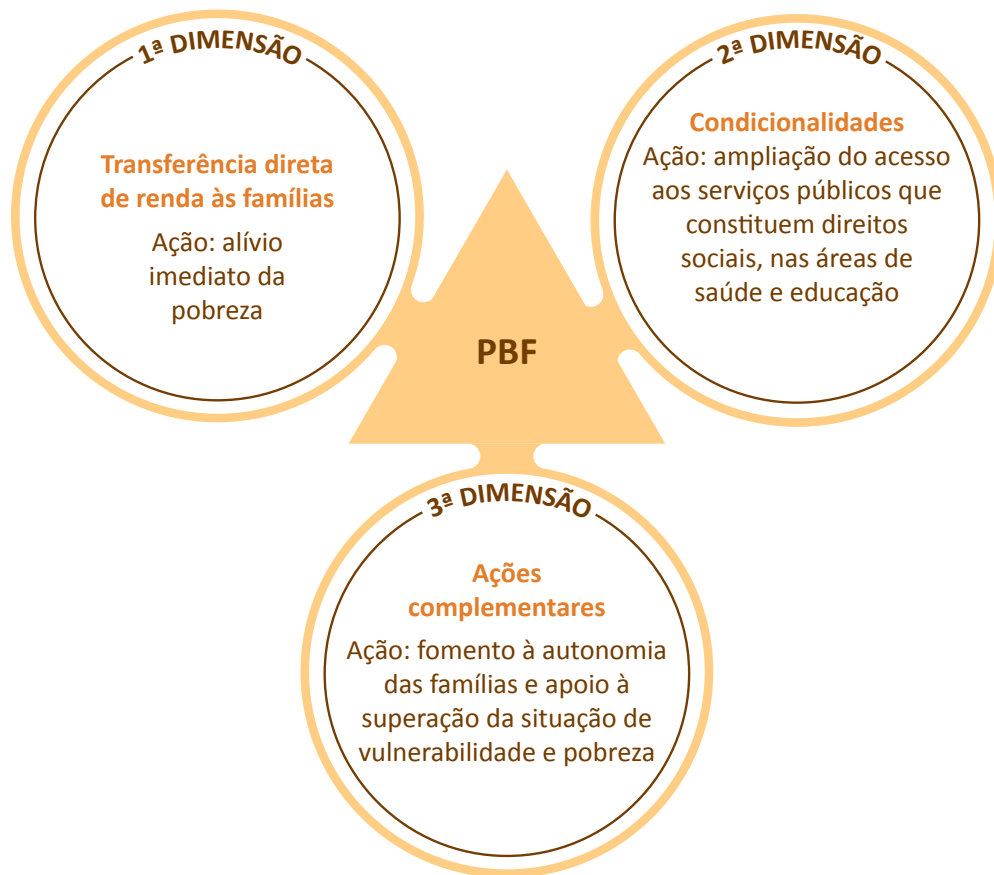 1ª DIMENSÃO
Transferência direta
de renda às famílias
Ação: alívio
imediato da
pobreza
2ª DIMENSÃO
Condicionalidades
Ação: ampliação do acesso
aos serviços públicos que
constituem direitos
sociais, nas áreas de
saúde e educação
PBF
3ª DIMENSÃO
Ações
complementares
Ação: fomento à autonomia
das famílias e apoio à
superação da situação de
vulnerabilidade e pobreza